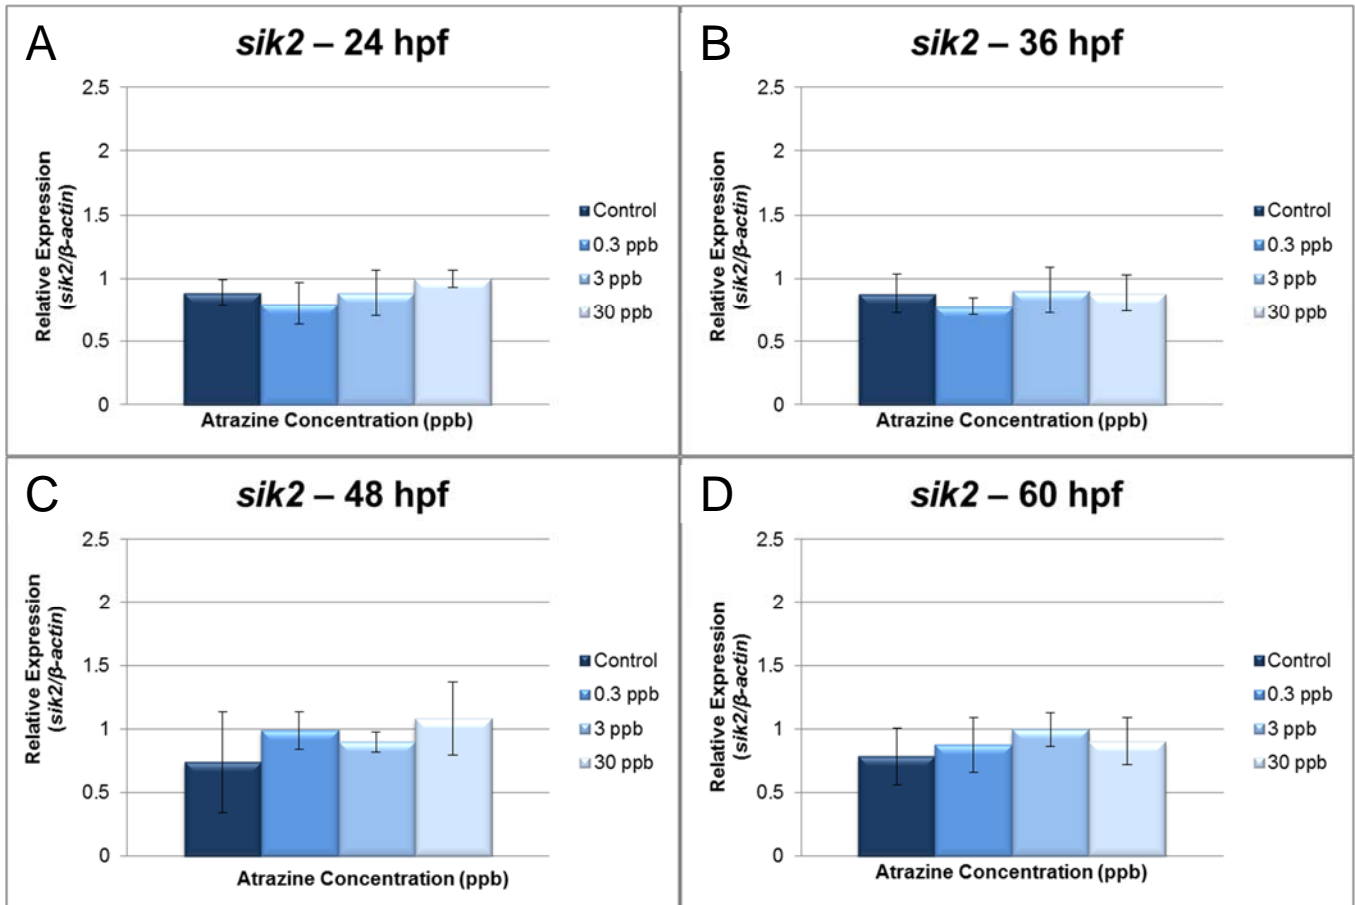 A
sik2 – 24 hpf
2.5
2
1.5
1
0.5
0
Relative Expression
(sik2/β-actin)
Atrazine Concentration (ppb)
Control
0.3 ppb
3 ppb
30 ppb
B
sik2 – 36 hpf
2.5
2
1.5
1
0.5
0
Relative Expression
(sik2/β-actin)
Atrazine Concentration (ppb)
Control
0.3 ppb
3 ppb
30 ppb
C
sik2 – 48 hpf
2.5
2
1.5
1
0.5
0
Relative Expression
(sik2/β-actin)
Atrazine Concentration (ppb)
Control
0.3 ppb
3 ppb
30 ppb
D
sik2 – 60 hpf
2.5
2
1.5
1
0.5
0
Relative Expression
(sik2/β-actin)
Atrazine Concentration (ppb)
Control
0.3 ppb
3 ppb
30 ppb